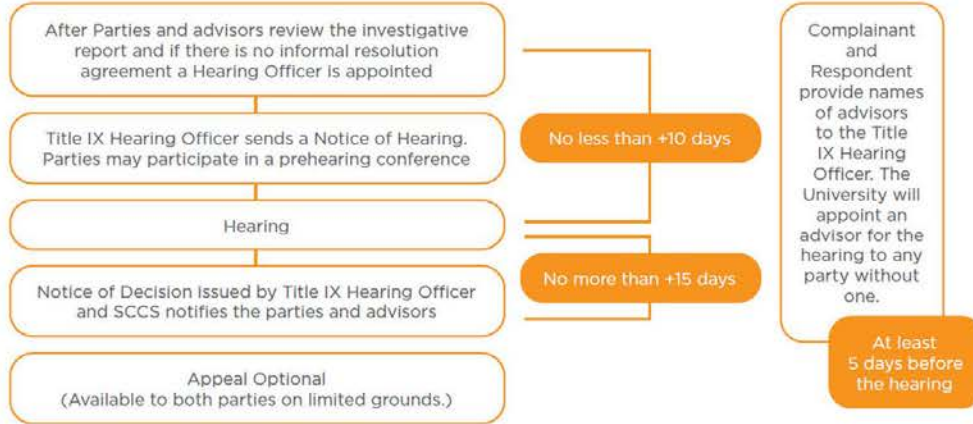 After Parties and advisors review the investigative
report and if there is no informal resolution
agreement a Hearing Officer is appointed
Title IX Hearing Officer sends a Notice of Hearing.
Parties may participate in a prehearing conference
No less than +10 days
Hearing
No more than +15 days
Notice of Decision issued by Title IX Hearing Officer
and SCCS notifies the parties and advisors
Appeal Optional
(Available to both parties on limited grounds.)
Complainant
and
Respondent
provide names
of advisors
to the Title
IX Hearing
Officer. The
University will
appoint an
advisor for the
hearing to any
party without
one.
At least
5 days before
the hearing